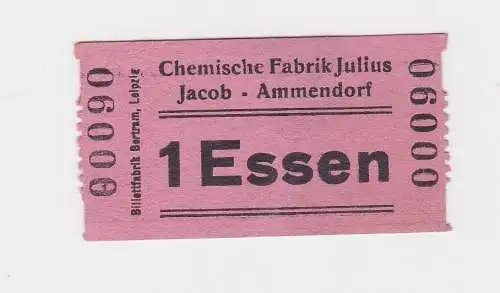 00090
Billettfabrik Bertram, Leipzig
Chemische Fabrik Julius
Jacob - Ammendorf
1 Essen
00090